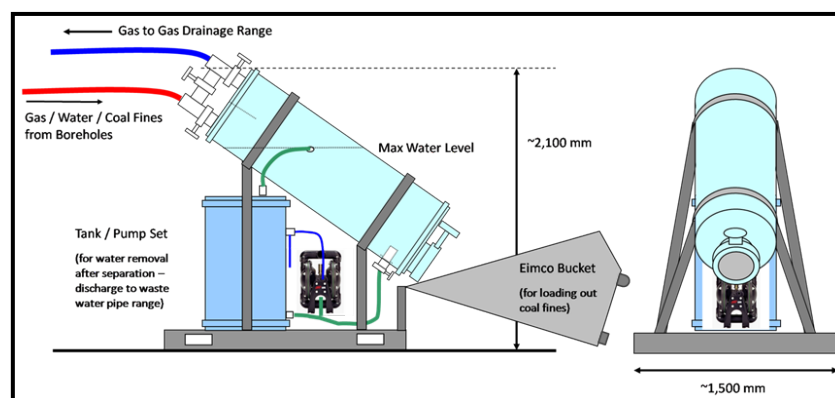 Gas to Gas Drainage Range
Gas / Water / Coal Fines
from Boreholes
Max Water Level
~2,100 mm
Tank / Pump Set
(for water removal
after separation –
discharge to waste
water pipe range)
Eimco Bucket
(for loading out
coal fines)
~1,500 mm